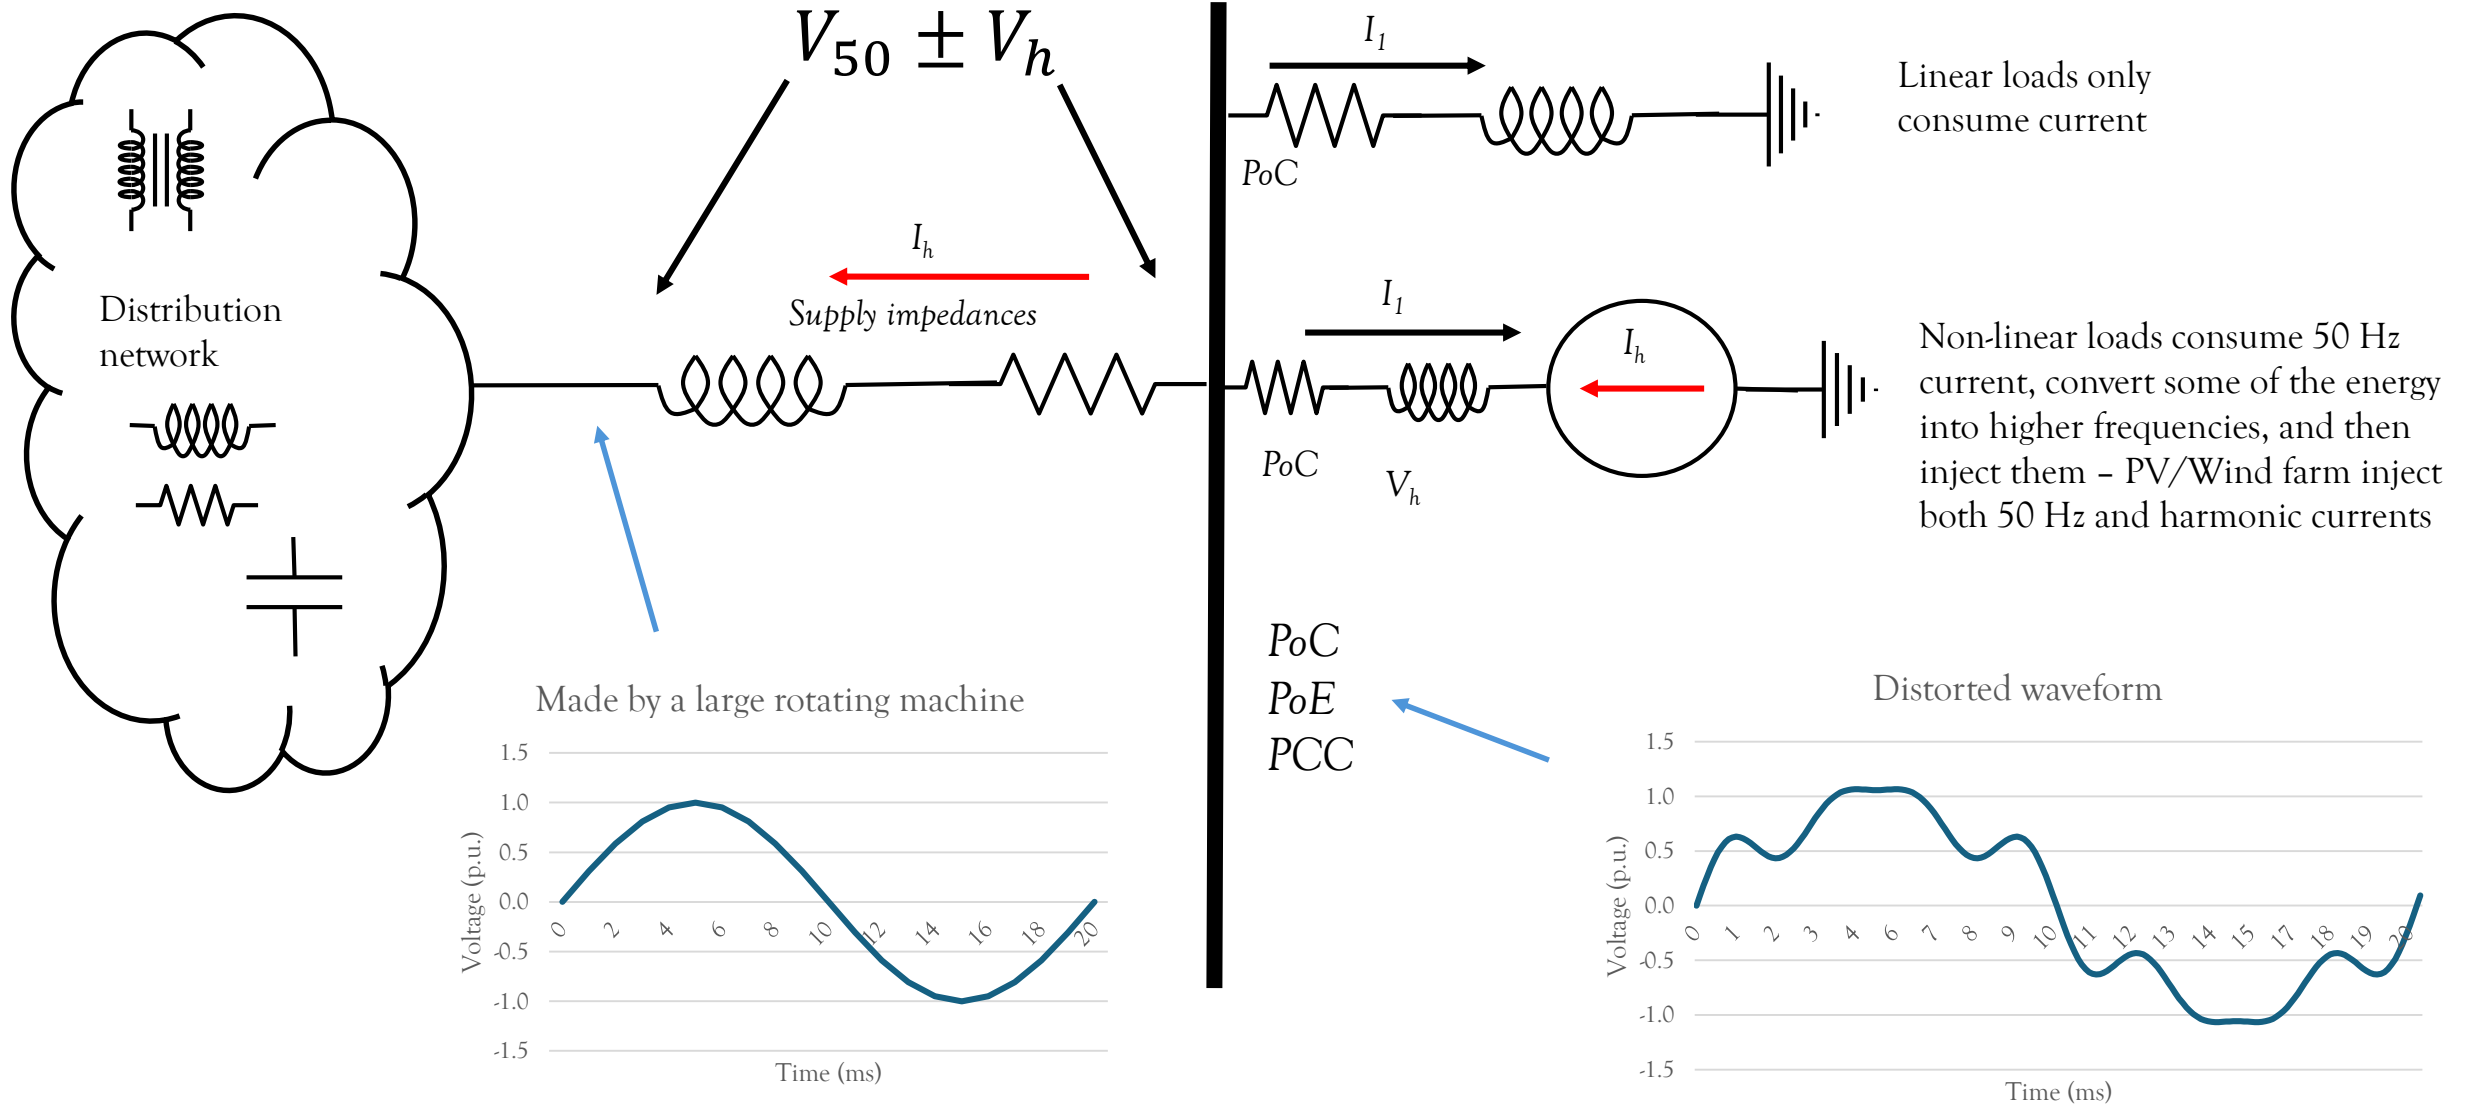 V50 ± Vh
I1
Linear loads only
consume current
PoC
Distribution
network
Ih
Supply impedances
I1
Ih
PoC
Vh
Non-linear loads consume 50 Hz
current, convert some of the energy
into higher frequencies, and then
inject them – PV/Wind farm inject
both 50 Hz and harmonic currents
PoC
PoE
PCC
Made by a large rotating machine
1.5
1.0
0.5
0.0
-0.5
-1.0
-1.5
Voltage (p.u.)
0 2 4 6 8 10 12 14 16 18 20
Time (ms)
Distorted waveform
1.5
1.0
0.5
0.0
-0.5
-1.0
-1.5
Voltage (p.u.)
0 1 2 3 4 6 7 8 9 10 11 12 13 14 15 17 18 19 20
Time (ms)